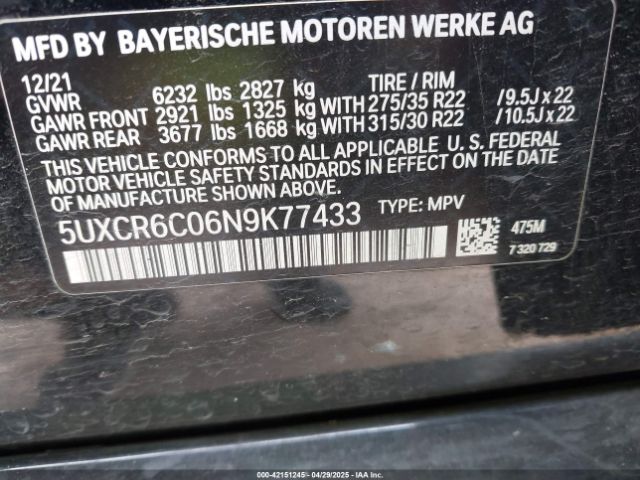 MFD BY BAYERISCHE MOTOREN WERKE AG
12/21 TIRE / RIM
GVWR 6232 lbs 2827 kg
GAWR FRONT 2921 lbs 1325 kg WITH 275/35 R22 /9.5J x 22
GAWR REAR 3677 lbs 1668 kg WITH 315/30 R22 /10.5J x 22
THIS VEHICLE CONFORMS TO ALL APPLICABLE U. S. FEDERAL
MOTOR VEHICLE SAFETY STANDARDS IN EFFECT ON THE DATE
OF MANUFACTURE SHOWN ABOVE.
5UXCR6C06N9K77433 TYPE: MPV
475M
7 320 729
000-42151245 04/29/2025 IAAI.COM